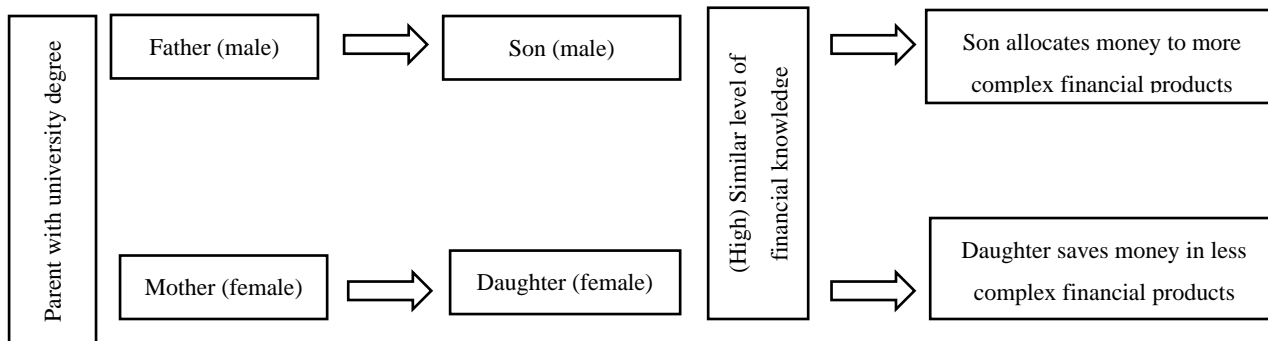 Parent with university degree
Father (male)
Son (male)
(High) Similar level of
financial knowledge
Son allocates money to more
complex financial products
Mother (female)
Daughter (female)
Daughter saves money in less
complex financial products